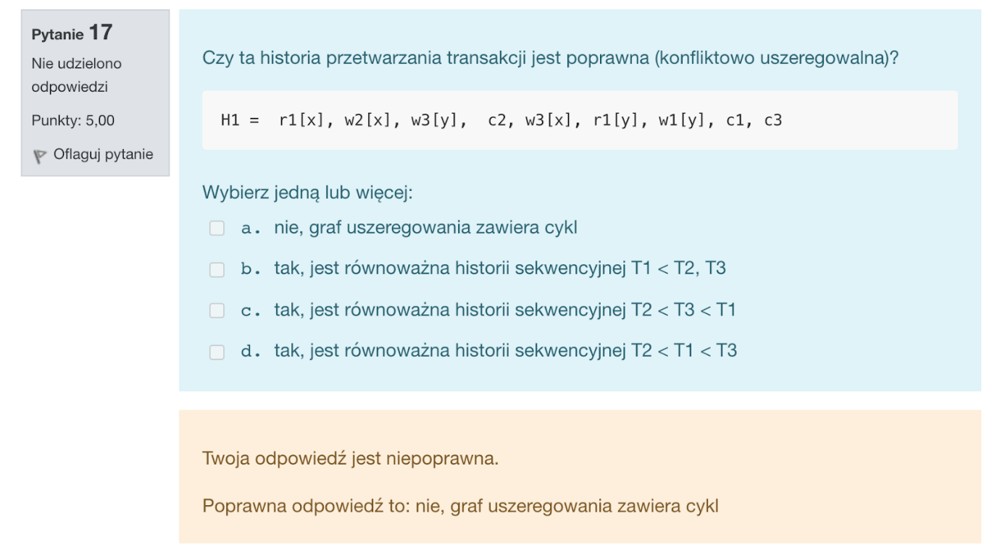 Pytanie 17
Nie udzielono
odpowiedzi
Punkty: 5,00
Oflaguj pytanie
Czy ta historia przetwarzania transakcji jest poprawna (konfliktowo uszeregowalna)?
H1 =  r1[x], w2[x], w3[y],  c2, w3[x], r1[y], w1[y], c1, c3
Wybierz jedną lub więcej:
a. nie, graf uszeregowania zawiera cykl
b. tak, jest równoważna historii sekwencyjnej T1 < T2, T3
c. tak, jest równoważna historii sekwencyjnej T2 < T3 < T1
d. tak, jest równoważna historii sekwencyjnej T2 < T1 < T3
Twoja odpowiedź jest niepoprawna.
Poprawna odpowiedź to: nie, graf uszeregowania zawiera cykl